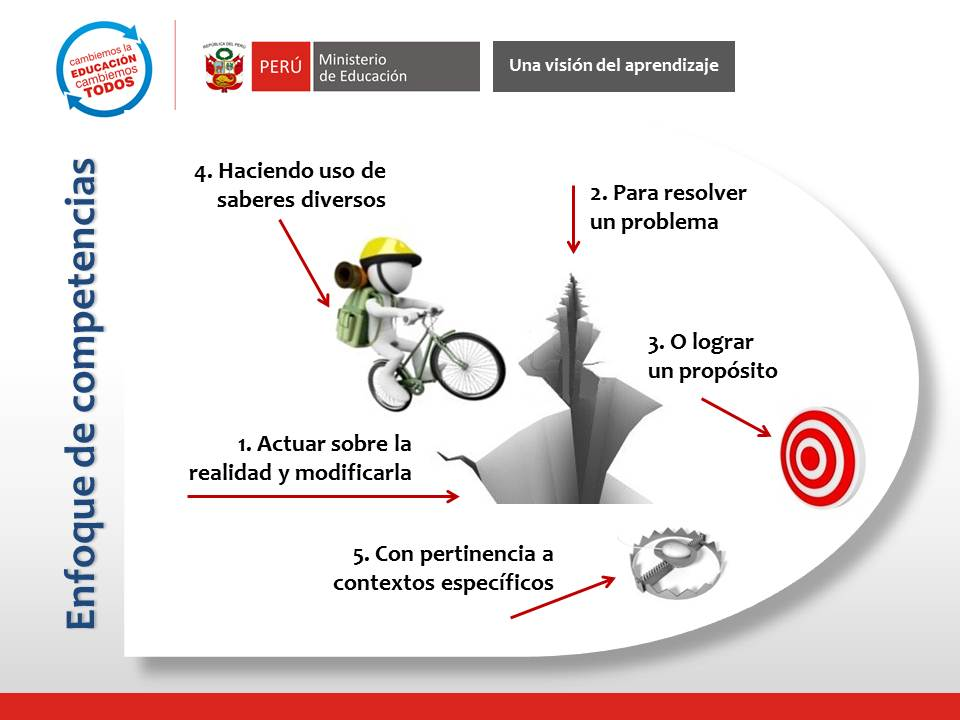 cambiemos la
EDUCACIÓN
cambiemos
TODOS
REPÚBLICA DEL PERÚ
PERÚ
Ministerio
de Educación
Una visión del aprendizaje
Enfoque de competencias
4. Haciendo uso de
saberes diversos
2. Para resolver
un problema
3. O lograr
un propósito
1. Actuar sobre la
realidad y modificarla
5. Con pertinencia a
contextos específicos